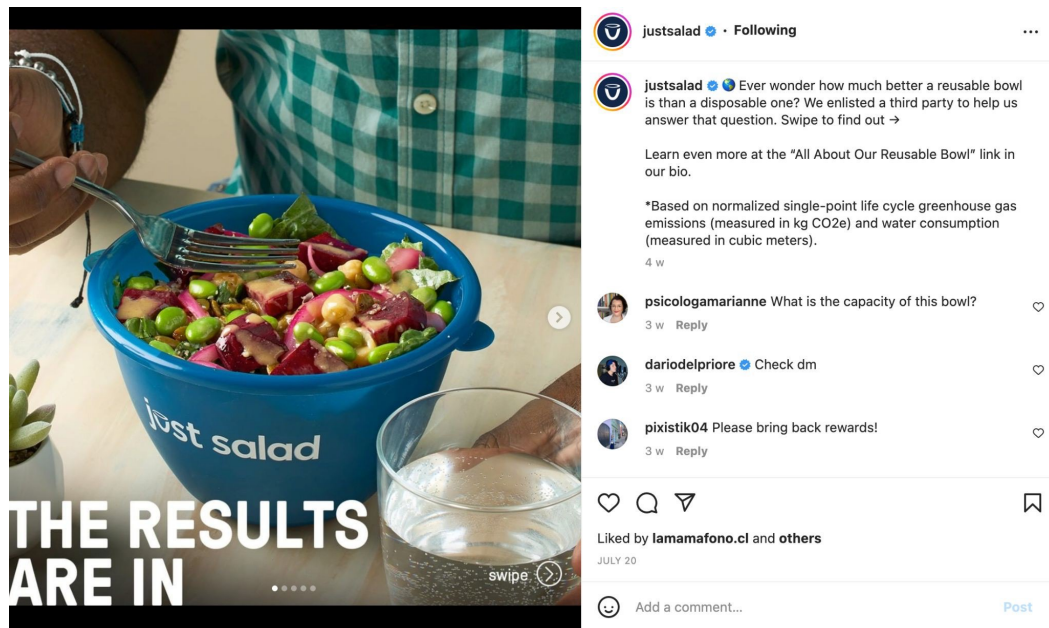 just salad
THE RESULTS
ARE IN
swipe
justsalad • Following
justsalad 🌎 Ever wonder how much better a reusable bowl
is than a disposable one? We enlisted a third party to help us
answer that question. Swipe to find out →
Learn even more at the “All About Our Reusable Bowl” link in
our bio.
*Based on normalized single-point life cycle greenhouse gas
emissions (measured in kg CO2e) and water consumption
(measured in cubic meters).
4 w
psicologamarianne What is the capacity of this bowl?
3 w Reply
dariodelpriore Check dm
3 w Reply
pixistik04 Please bring back rewards!
3 w Reply
Liked by lamamafono.cl and others
JULY 20
Add a comment...
Post